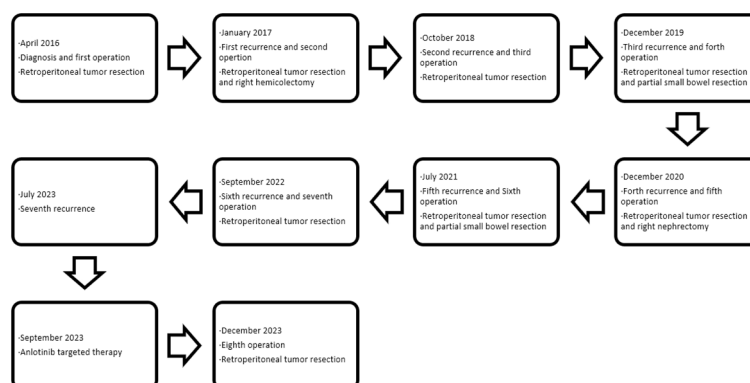 -April 2016
-Diagnosis and first operation
-Retroperitoneal tumor resection
-January 2017
-First recurrence and second
opertion
-Retroperitoneal tumor resection
and right hemicolectomy
-October 2018
-Second recurrence and third
operation
-Retroperitoneal tumor resection
-December 2019
-Third recurrence and forth
operation
-Retroperitoneal tumor resection
and partial small bowel resection
-December 2020
-Forth recurrence and fifth
operation
-Retroperitoneal tumor resection
and right nephrectomy
-July 2021
-Fifth recurrence and Sixth
operation
-Retroperitoneal tumor resection
and partial small bowel resection
-September 2022
-Sixth recurrence and seventh
operation
-Retroperitoneal tumor resection
-July 2023
-Seventh recurrence
-September 2023
-Anlotinib targeted therapy
-December 2023
-Eighth operation
-Retroperitoneal tumor resection